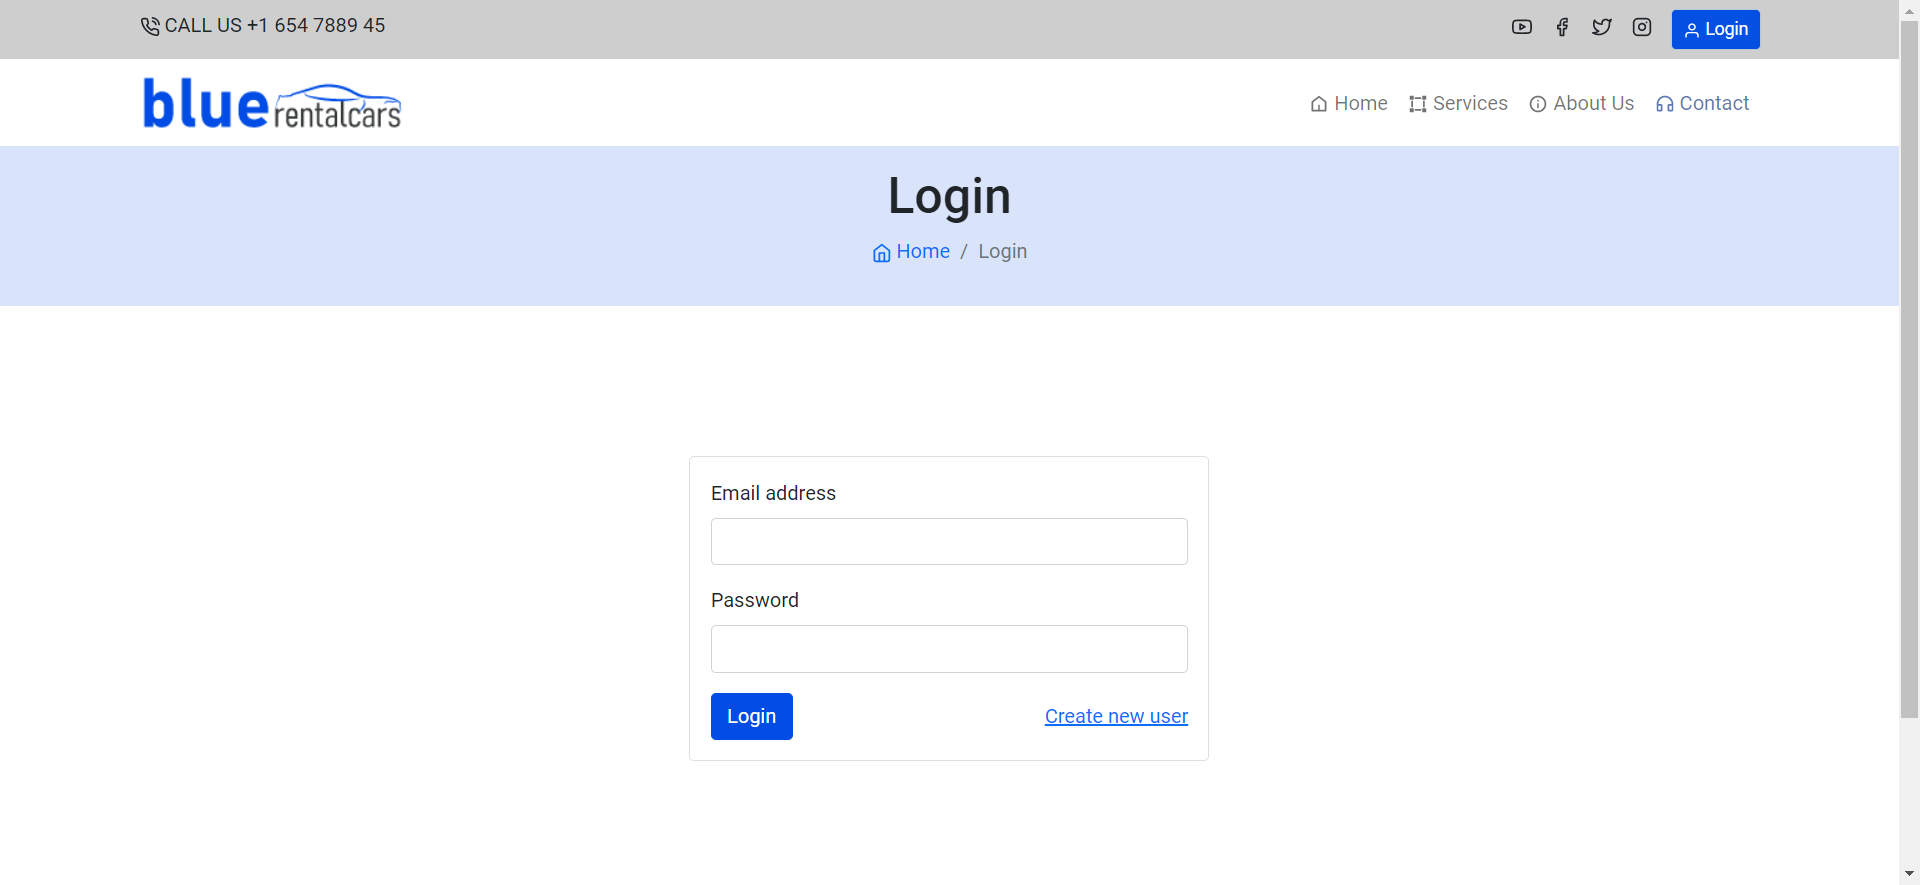 CALL US +1 654 7889 45
Login
blue rentalcars
Home
Services
About Us
Contact
Login
Home / Login
Email address
Password
Login
Create new user